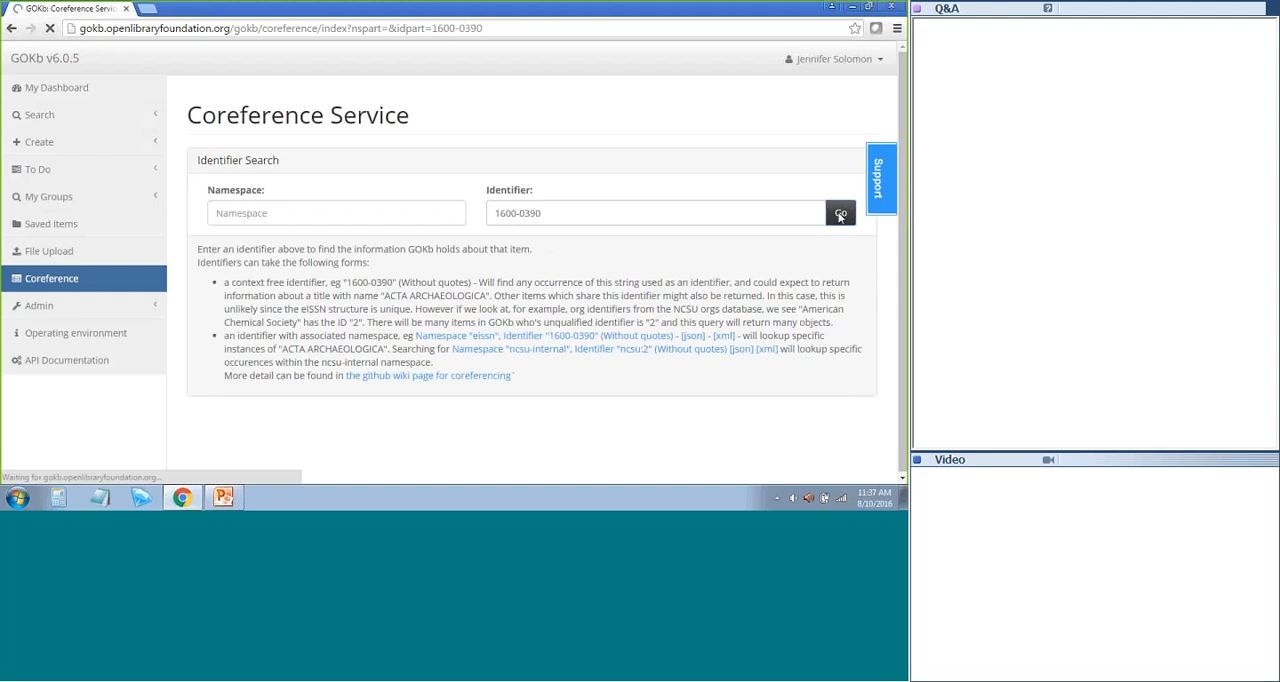 GOKb: Coreference Servic
gokb.openlibraryfoundation.org/gokb/coreference/index?nspart=&idpart=1600-0390
GOKb v6.0.5
Jennifer Solomon
My Dashboard
Search
Create
To Do
My Groups
Saved Items
File Upload
Coreference
Admin
Operating environment
API Documentation
Coreference Service
Identifier Search
Namespace:
Identifier:
Namespace
1600-0390
Go
Support
Enter an identifier above to find the information GOKb holds about that item.
Identifiers can take the following forms:
a context free identifier, eg "1600-0390" (Without quotes) - Will find any occurrence of this string used as an identifier, and could expect to return
information about a title with name "ACTA ARCHAEOLOGICA". Other items which share this identifier might also be returned. In this case, this is
unlikely since the eISSN structure is unique. However if we look at, for example, org identifiers from the NCSU orgs database, we see "American
Chemical Society" has the ID "2". There will be many items in GOKb who's unqualified identifier is "2" and this query will return many objects.
an identifier with associated namespace, eg Namespace "eissn", Identifier "1600-0390" (Without quotes) - [json] - [xml] - will lookup specific
instances of "ACTA ARCHAEOLOGICA". Searching for Namespace "ncsu-internal", Identifier "ncsu:2" (Without quotes) [json] [xml] will lookup specific
occurences within the ncsu-internal namespace.
More detail can be found in the github wiki page for coreferencing`
Waiting for gokb.openlibraryfoundation.org...
11:37 AM
8/10/2016
Q&A
Video